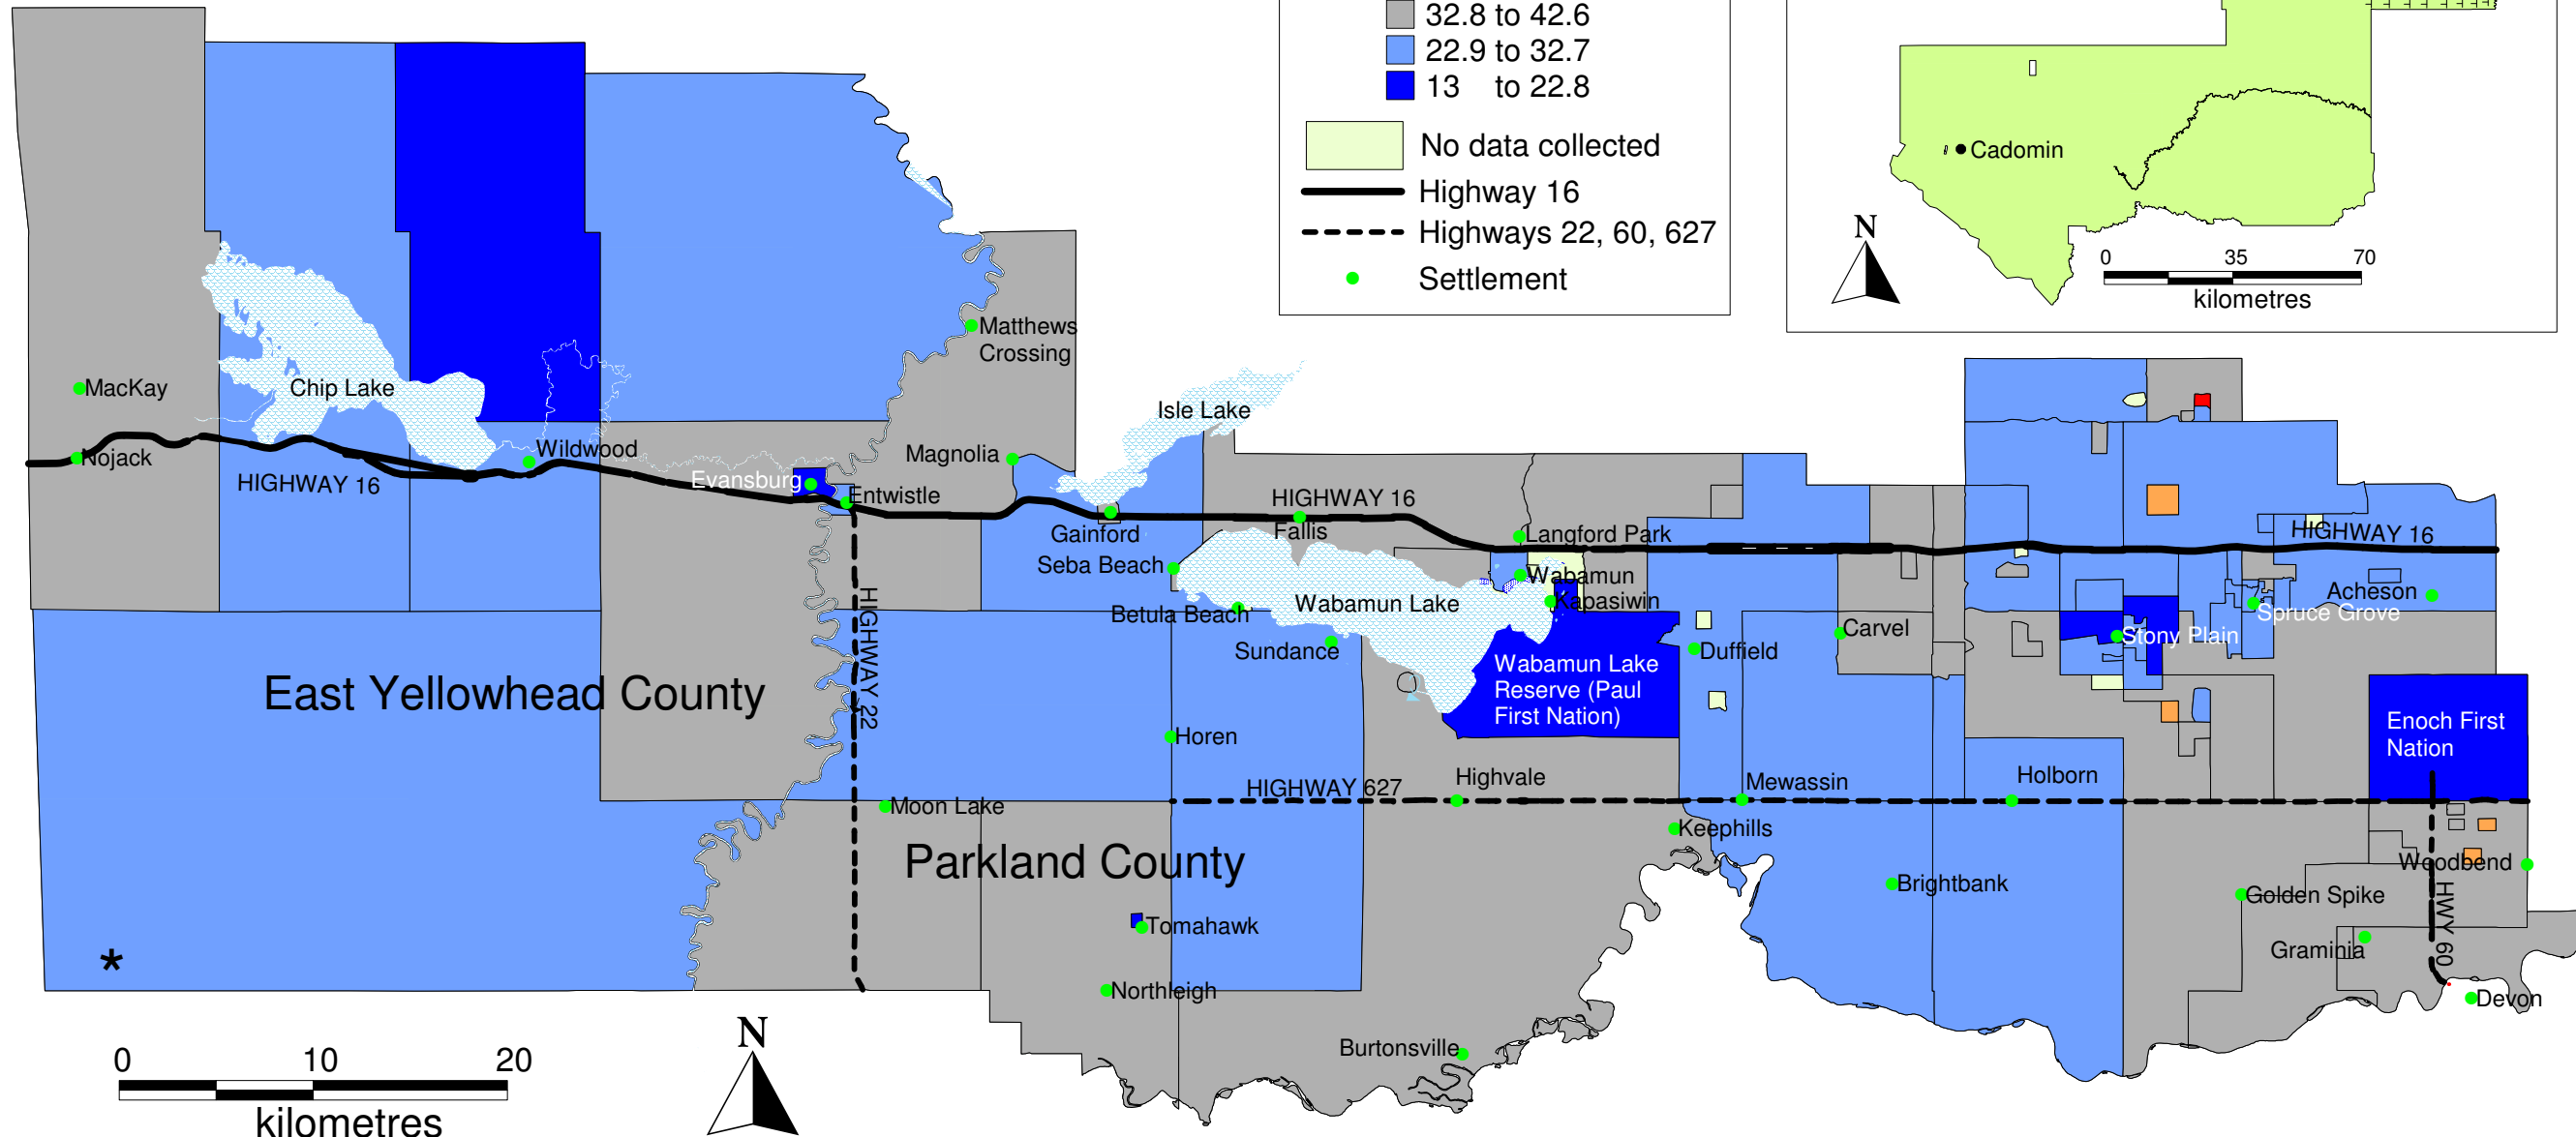 32.8 to 42.6
22.9 to 32.7
13 to 22.8
No data collected
Highway 16
Highways 22, 60, 627
Settlement
Cadomin
N
0 35 70
kilometres
Matthews
Crossing
MacKay
Chip Lake
Isle Lake
Nojack
Wildwood
Magnolia
HIGHWAY 16
Evansburg
Entwistle
HIGHWAY 16
Gainford
Fallis
Langford Park
HIGHWAY 16
Seba Beach
Wabamun
Kapasiwin
Acheson
Betula Beach
Wabamun Lake
Spruce Grove
Sundance
Carvel
Stony Plain
Duffield
HIGHWAY 22
East Yellowhead County
Wabamun Lake
Reserve (Paul
First Nation)
Enoch First
Nation
Horen
HIGHWAY 627
Highvale
Mewassin
Holborn
Moon Lake
Keephills
Parkland County
Woodbend
Brightbank
Golden Spike
HWY 60
Tomahawk
Graminia
*
Northleigh
Devon
Burtonsville
0 10 20
kilometres
N